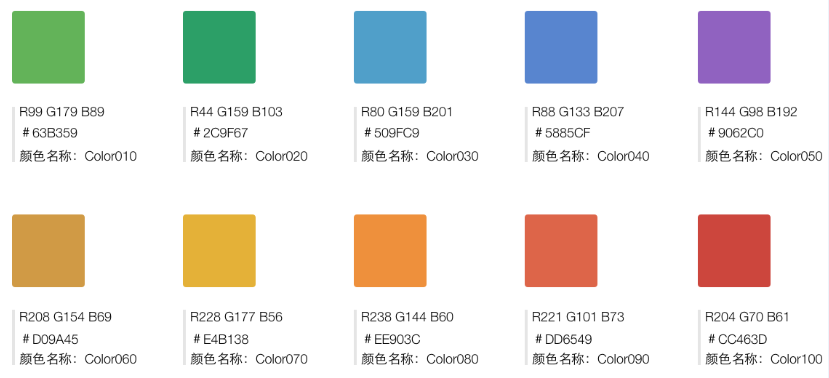 R99 G179 B89
# 63B359
颜色名称：Color010
R44 G159 B103
# 2C9F67
颜色名称：Color020
R80 G159 B201
# 509FC9
颜色名称：Color030
R88 G133 B207
# 5885CF
颜色名称：Color040
R144 G98 B192
# 9062C0
颜色名称：Color050
R208 G154 B69
# D09A45
颜色名称：Color060
R228 G177 B56
# E4B138
颜色名称：Color070
R238 G144 B60
# EE903C
颜色名称：Color080
R221 G101 B73
# DD6549
颜色名称：Color090
R204 G70 B61
# CC463D
颜色名称：Color100